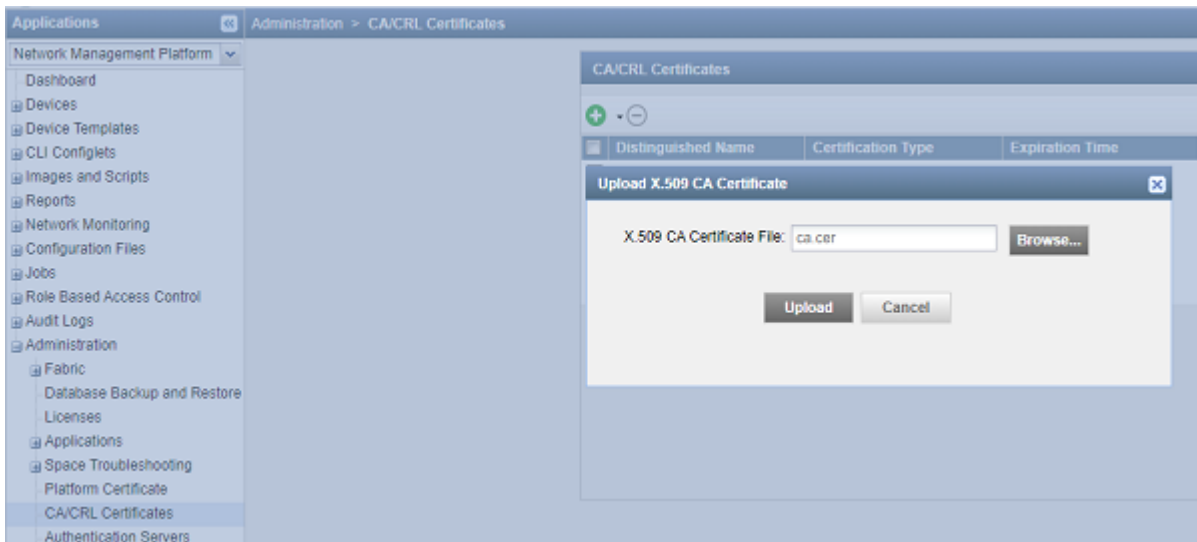 Applications
Administration > CA/CRL Certificates
Network Management Platform
Dashboard
Devices
Device Templates
CLI Configlets
Images and Scripts
Reports
Network Monitoring
Configuration Files
Jobs
Role Based Access Control
Audit Logs
Administration
Fabric
Database Backup and Restore
Licenses
Applications
Space Troubleshooting
Platform Certificate
CA/CRL Certificates
Authentication Servers
CA/CRL Certificates
Distinguished Name Certification Type Expiration Time
Upload X.509 CA Certificate
X.509 CA Certificate File: ca.cer Browse...
Upload Cancel